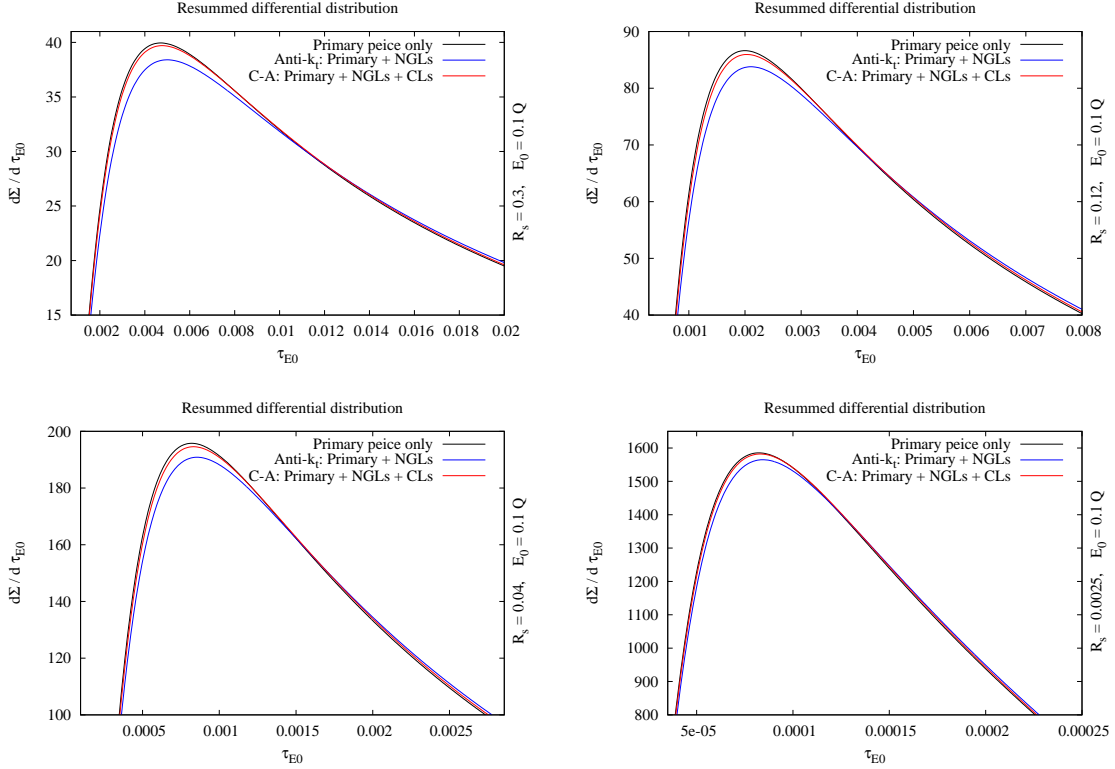 Resummed differential distribution
40
35
30
25
20
15
dΣ / d τ_E0
Primary peice only
Anti-k_t: Primary + NGLs
C-A: Primary + NGLs + CLs
0.002 0.004 0.006 0.008 0.01 0.012 0.014 0.016 0.018 0.02
τ_E0
R_s = 0.3, E_0 = 0.1 Q
Resummed differential distribution
90
80
70
60
50
40
dΣ / d τ_E0
Primary peice only
Anti-k_t: Primary + NGLs
C-A: Primary + NGLs + CLs
0.001 0.002 0.003 0.004 0.005 0.006 0.007 0.008
τ_E0
R_s = 0.12, E_0 = 0.1 Q
Resummed differential distribution
200
180
160
140
120
100
dΣ / d τ_E0
Primary peice only
Anti-k_t: Primary + NGLs
C-A: Primary + NGLs + CLs
0.0005 0.001 0.0015 0.002 0.0025
τ_E0
R_s = 0.04, E_0 = 0.1 Q
Resummed differential distribution
1600
1500
1400
1300
1200
1100
1000
900
800
dΣ / d τ_E0
Primary peice only
Anti-k_t: Primary + NGLs
C-A: Primary + NGLs + CLs
5e-05 0.0001 0.00015 0.0002 0.00025
τ_E0
R_s = 0.0025, E_0 = 0.1 Q